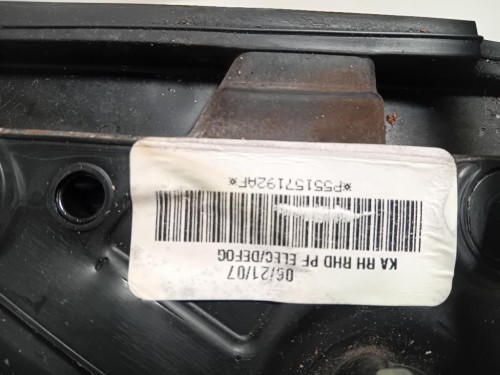 06/21/07
KA RH RHD PF ELEC/DEFOG
*P55157192AF*